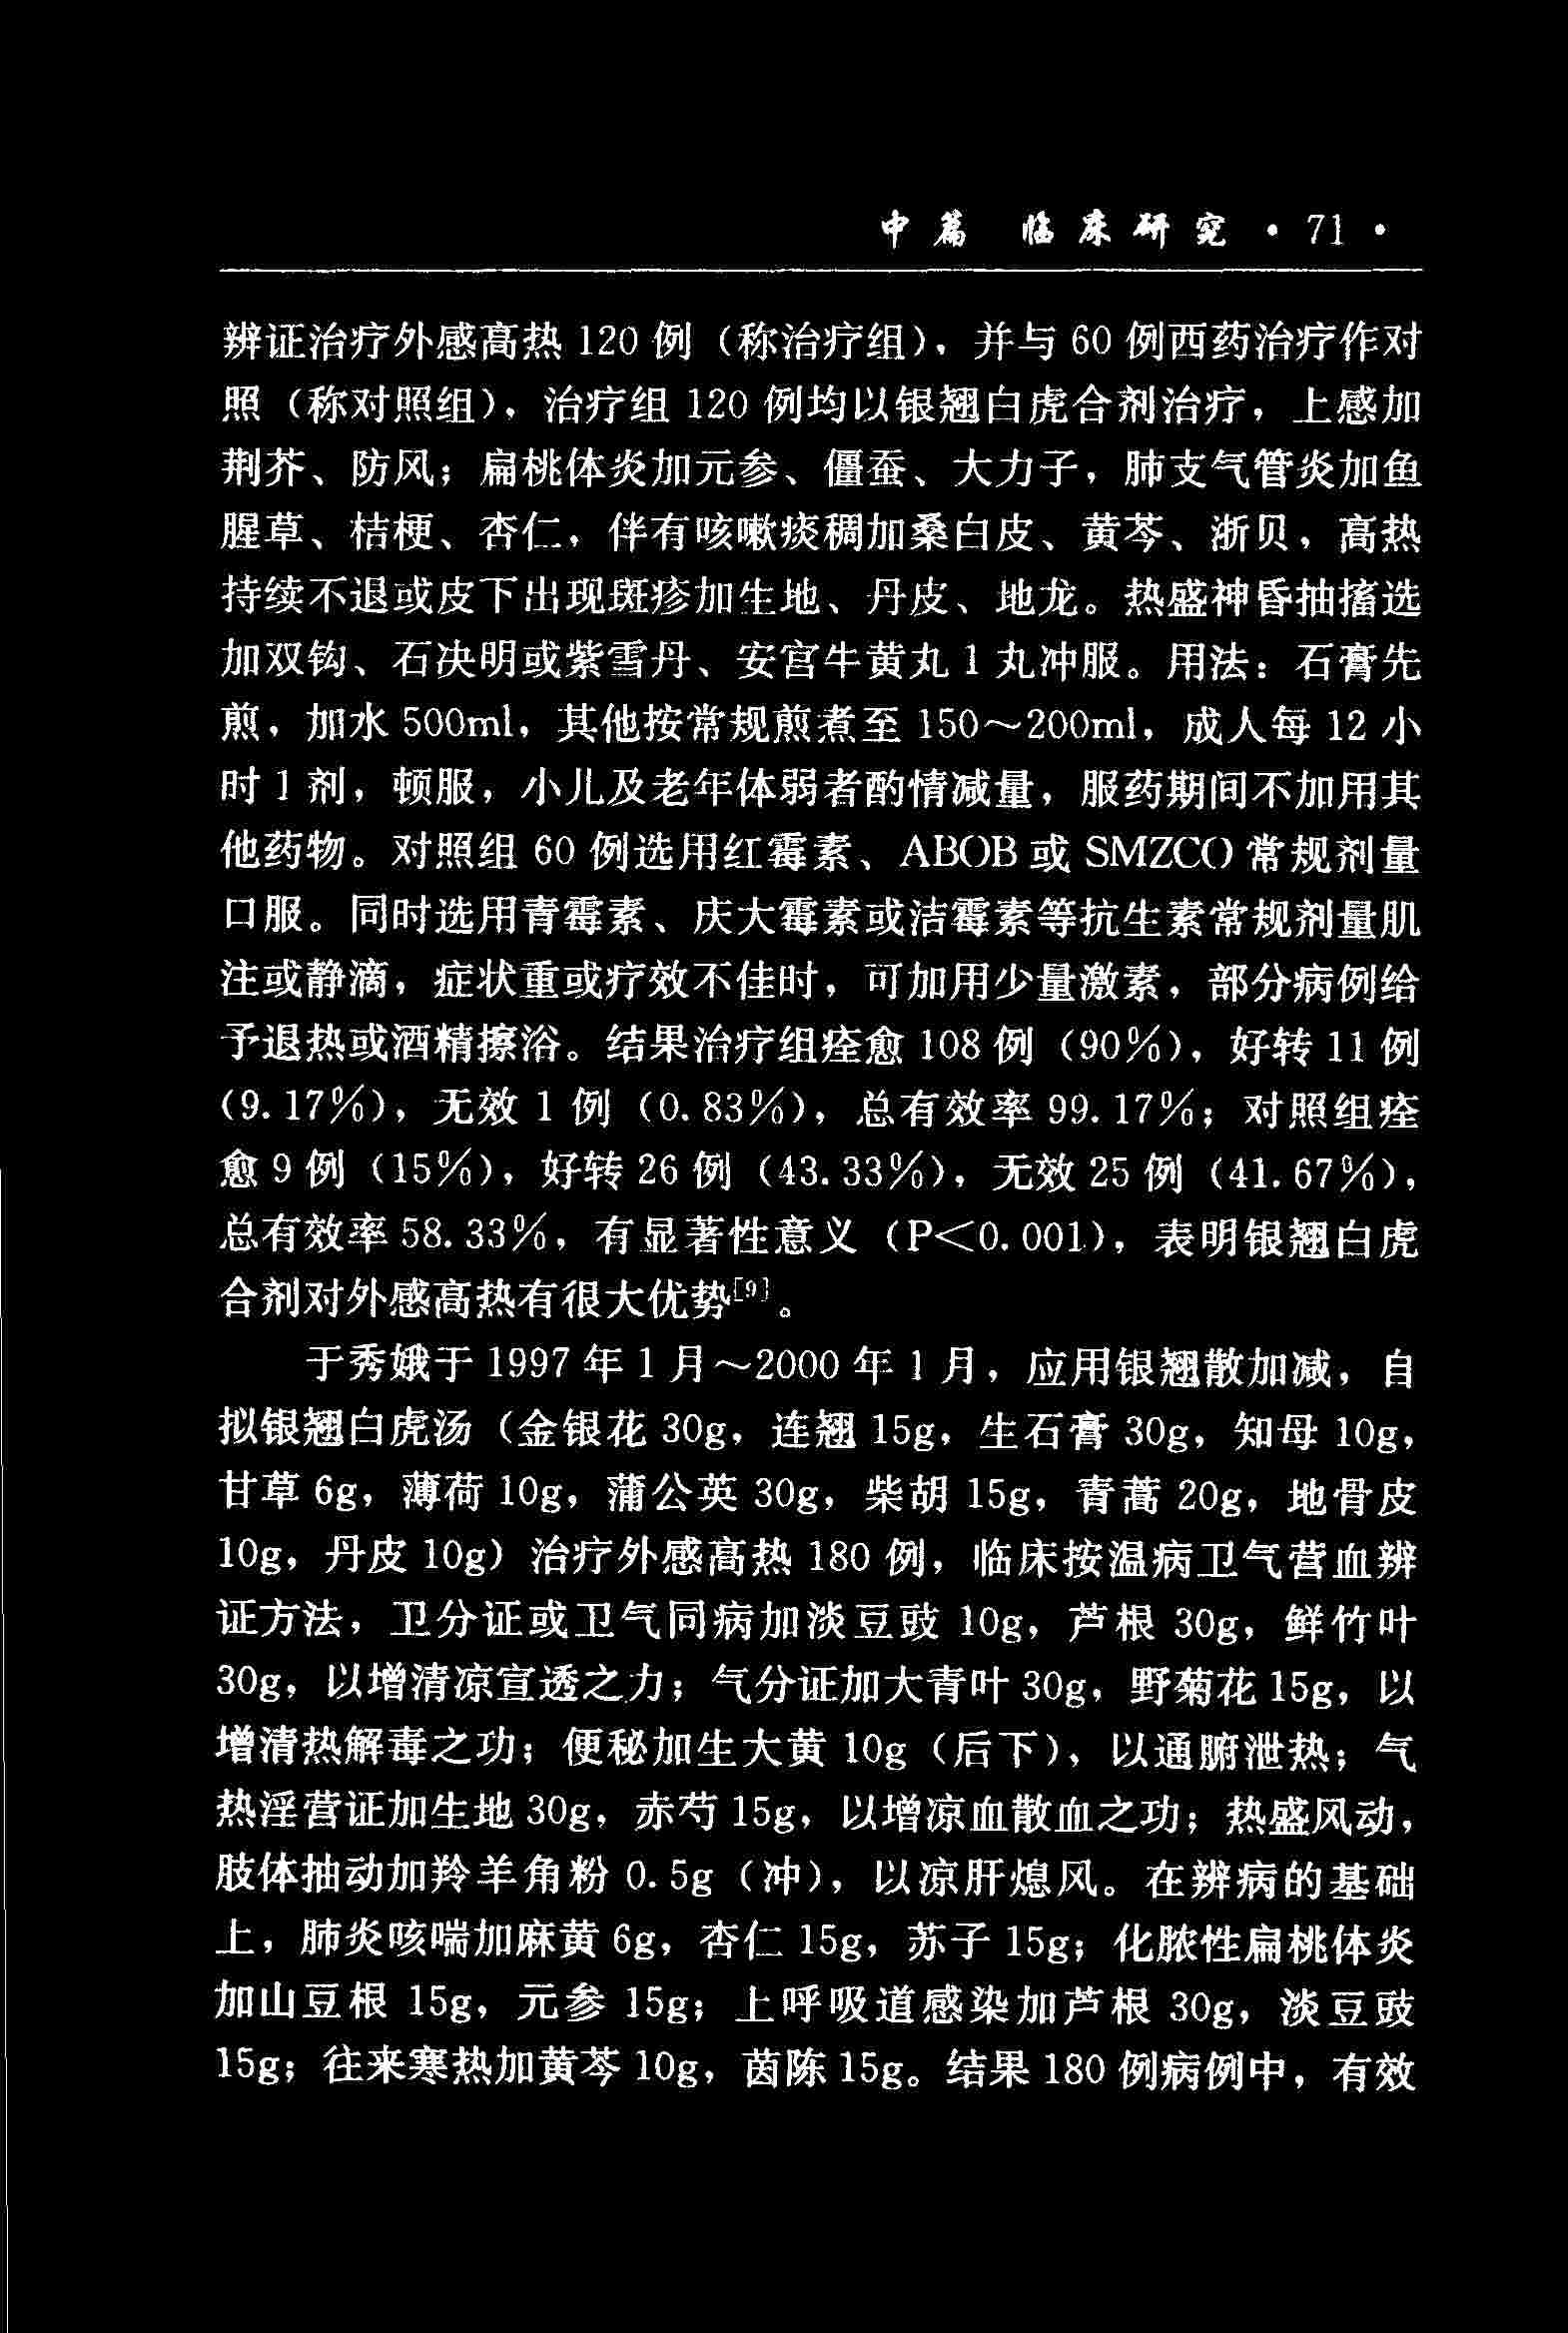 中篇 临床研究 · 71 ·
辨证治疗外感高热 120 例（称治疗组），并与 60 例西药治疗作对
照（称对照组），治疗组 120 例均以银翘白虎合剂治疗，上感加
荆芥、防风；扁桃体炎加元参、僵蚕、大力子，肺支气管炎加鱼
腥草、桔梗、杏仁，伴有咳嗽痰稠加桑白皮、黄芩、浙贝，高热
持续不退或皮下出现斑疹加生地、丹皮、地龙。热盛神昏抽搐选
加双钩、石决明或紫雪丹、安宫牛黄丸 1 丸冲服。用法：石膏先
煎，加水 500ml，其他按常规煎煮至 150～200ml，成人每 12 小
时 1 剂，顿服，小儿及老年体弱者酌情减量，服药期间不加用其
他药物。对照组 60 例选用红霉素、ABOB 或 SMZCO 常规剂量
口服。同时选用青霉素、庆大霉素或洁霉素等抗生素常规剂量肌
注或静滴，症状重或疗效不佳时，可加用少量激素，部分病例给
予退热或酒精擦浴。结果治疗组痊愈 108 例（90%），好转 11 例
（9.17%），无效 1 例（0.83%），总有效率 99.17%；对照组痊
愈 9 例（15%），好转 26 例（43.33%），无效 25 例（41.67%），
总有效率 58.33%，有显著性意义（P＜0.001），表明银翘白虎
合剂对外感高热有很大优势[9]。
于秀娥于 1997 年 1 月～2000 年 1 月，应用银翘散加减，自
拟银翘白虎汤（金银花 30g，连翘 15g，生石膏 30g，知母 10g，
甘草 6g，薄荷 10g，蒲公英 30g，柴胡 15g，青蒿 20g，地骨皮
10g，丹皮 10g）治疗外感高热 180 例，临床按温病卫气营血辨
证方法，卫分证或卫气同病加淡豆豉 10g，芦根 30g，鲜竹叶
30g，以增清凉宣透之力；气分证加大青叶 30g，野菊花 15g，以
增清热解毒之功；便秘加生大黄 10g（后下），以通腑泄热；气
热淫营证加生地 30g，赤芍 15g，以增凉血散血之功；热盛风动，
肢体抽动加羚羊角粉 0.5g（冲），以凉肝熄风。在辨病的基础
上，肺炎咳喘加麻黄 6g，杏仁 15g，苏子 15g；化脓性扁桃体炎
加山豆根 15g，元参 15g；上呼吸道感染加芦根 30g，淡豆豉
15g；往来寒热加黄芩 10g，茵陈 15g。结果 180 例病例中，有效